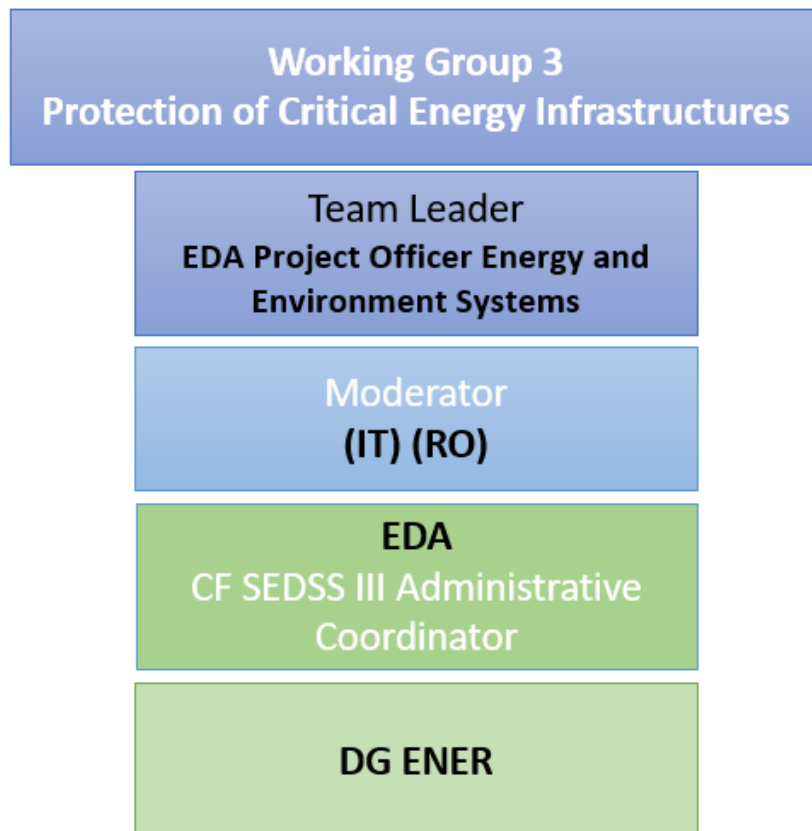 Working Group 3
Protection of Critical Energy Infrastructures
Team Leader
EDA Project Officer Energy and
Environment Systems
Moderator
(IT) (RO)
EDA
CF SEDSS III Administrative
Coordinator
DG ENER